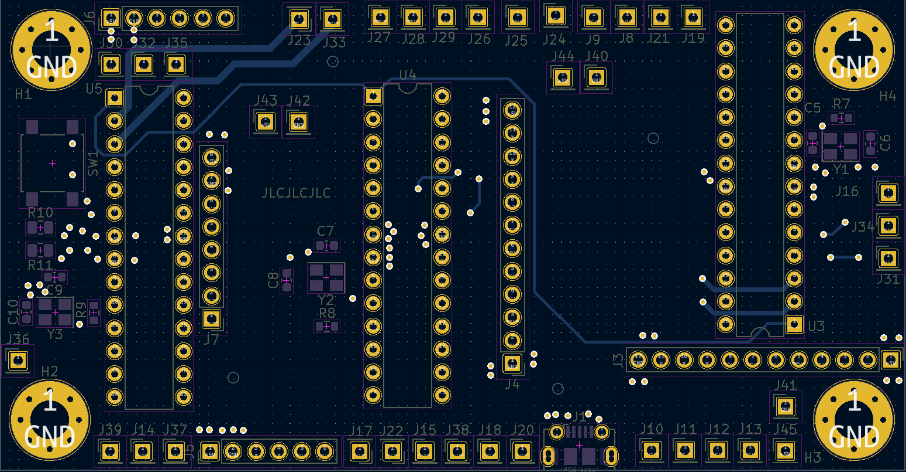 J6
J30 J32 J35
J23 J33
J27 J28 J29 J26 J25 J24 J9 J8 J21 J19
J44 J40
1
GND
H1
1
GND
H4
U5
U4
J43 J42
C5
R7
C6
Y1
SW1
JLCJLCJLC
J16
J34
J31
R10
R11
C9
C10
R9
Y3
C7
C8
Y2
R8
J7
U3
J3
J4
J36
H2
1
GND
J41
1
GND
H3
J39 J14 J37
J17 J22 J15 J38 J18 J20
J1
J10 J11 J12 J13 J45